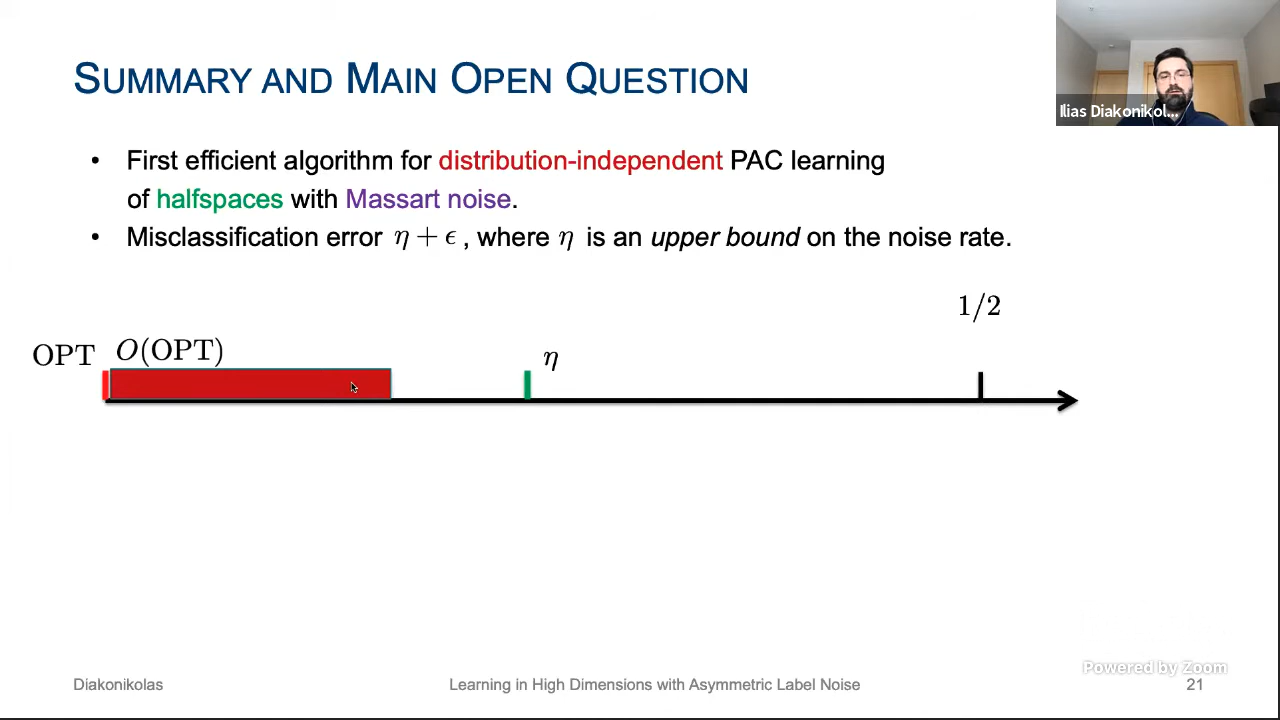 SUMMARY AND MAIN OPEN QUESTION
Ilias Diakonikol...
• First efficient algorithm for distribution-independent PAC learning
of halfspaces with Massart noise.
• Misclassification error η + ϵ , where η is an upper bound on the noise rate.
1/2
OPT O(OPT) η
Powered by Zoom
Diakonikolas Learning in High Dimensions with Asymmetric Label Noise 21